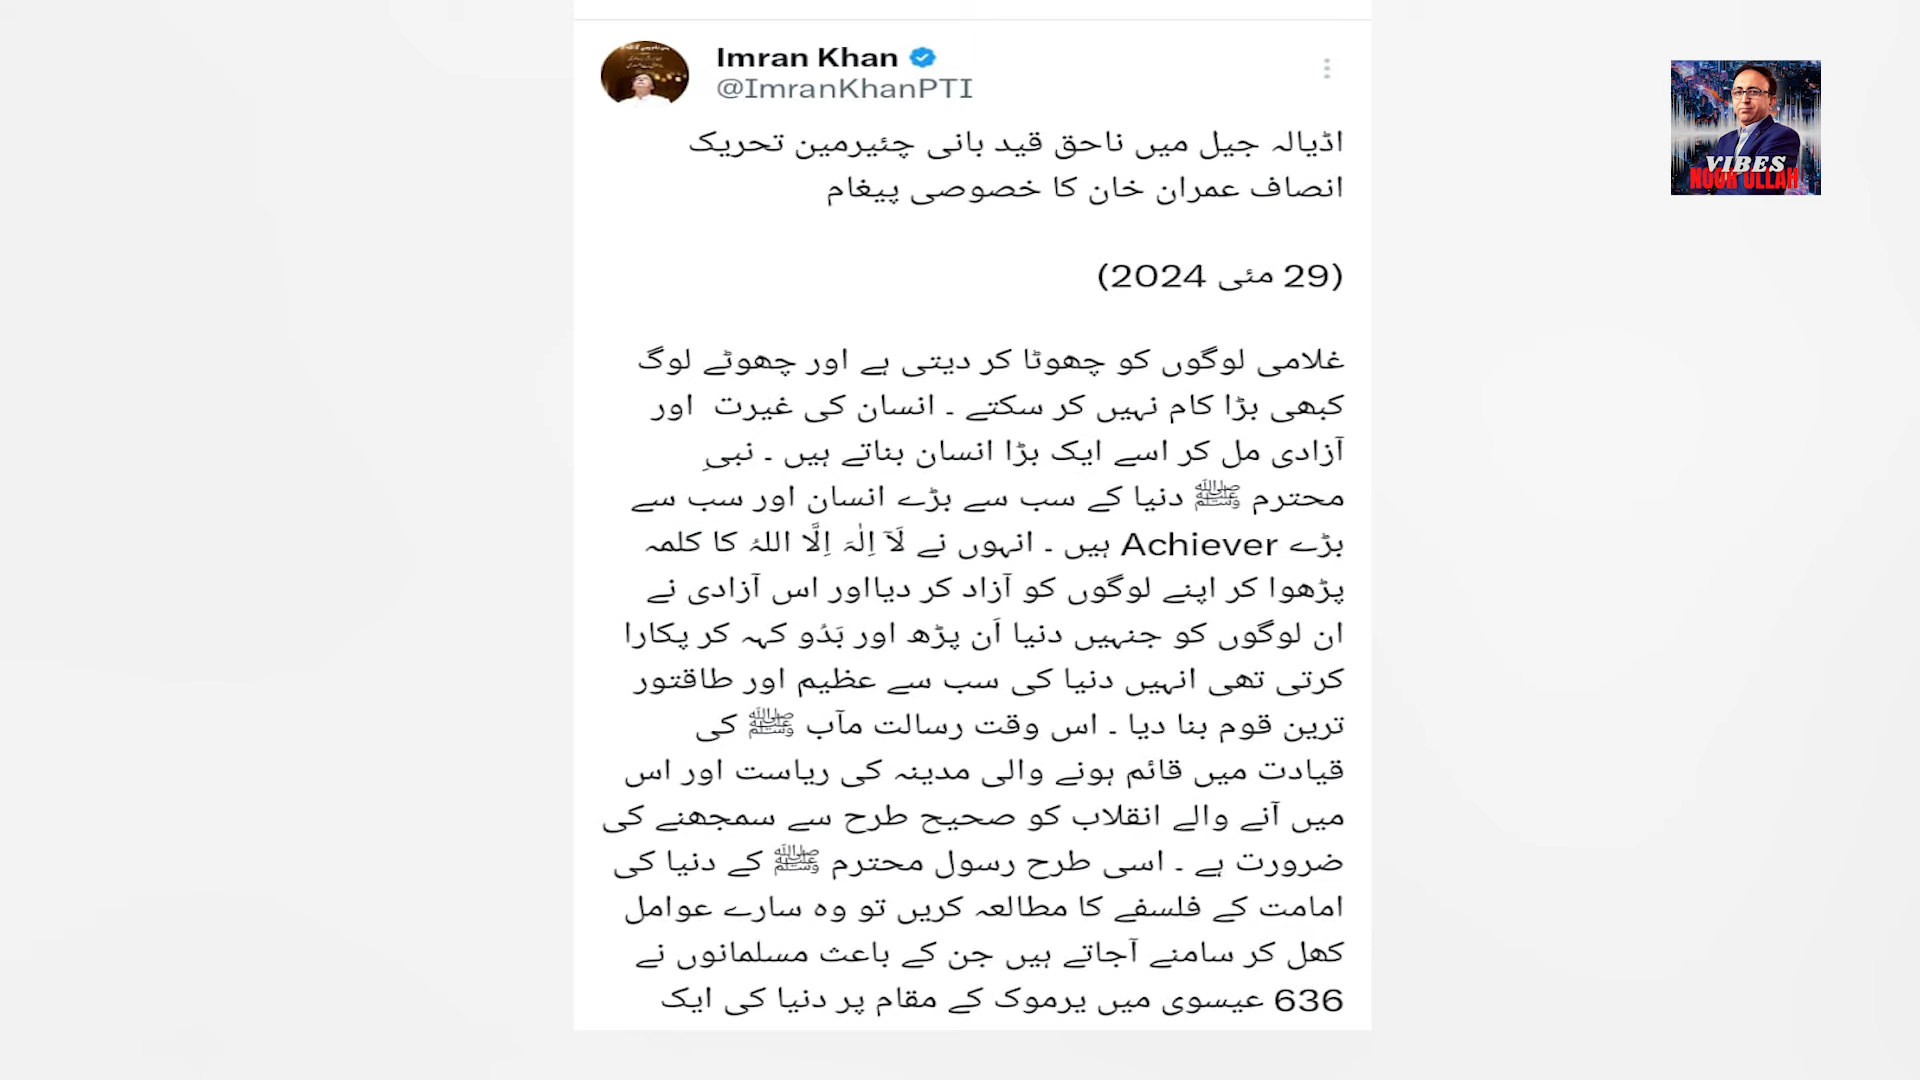 Imran Khan
@ImranKhanPTI
اڈیالہ جیل میں ناحق قید بانی چئیرمین تحریک
انصاف عمران خان کا خصوصی پیغام
(29 مئی 2024)
غلامی لوگوں کو چھوٹا کر دیتی ہے اور چھوٹے لوگ
کبھی بڑا کام نہیں کر سکتے ۔ انسان کی غیرت اور
آزادی مل کر اسے ایک بڑا انسان بناتے ہیں ۔ نبیِ
محترم ﷺ دنیا کے سب سے بڑے انسان اور سب سے
بڑے Achiever ہیں ۔ انہوں نے لَآ اِلٰہَ اِلَّا اللہُ کا کلمہ
پڑھوا کر اپنے لوگوں کو آزاد کر دیااور اس آزادی نے
ان لوگوں کو جنہیں دنیا اَن پڑھ اور بَدُو کہہ کر پکارا
کرتی تھی انہیں دنیا کی سب سے عظیم اور طاقتور
ترین قوم بنا دیا ۔ اس وقت رسالت مآب ﷺ کی
قیادت میں قائم ہونے والی مدینہ کی ریاست اور اس
میں آنے والے انقلاب کو صحیح طرح سے سمجھنے کی
ضرورت ہے ۔ اسی طرح رسول محترم ﷺ کے دنیا کی
امامت کے فلسفے کا مطالعہ کریں تو وہ سارے عوامل
کھل کر سامنے آجاتے ہیں جن کے باعث مسلمانوں نے
636 عیسوی میں یرموک کے مقام پر دنیا کی ایک
VIBES
NOOR ULLAH